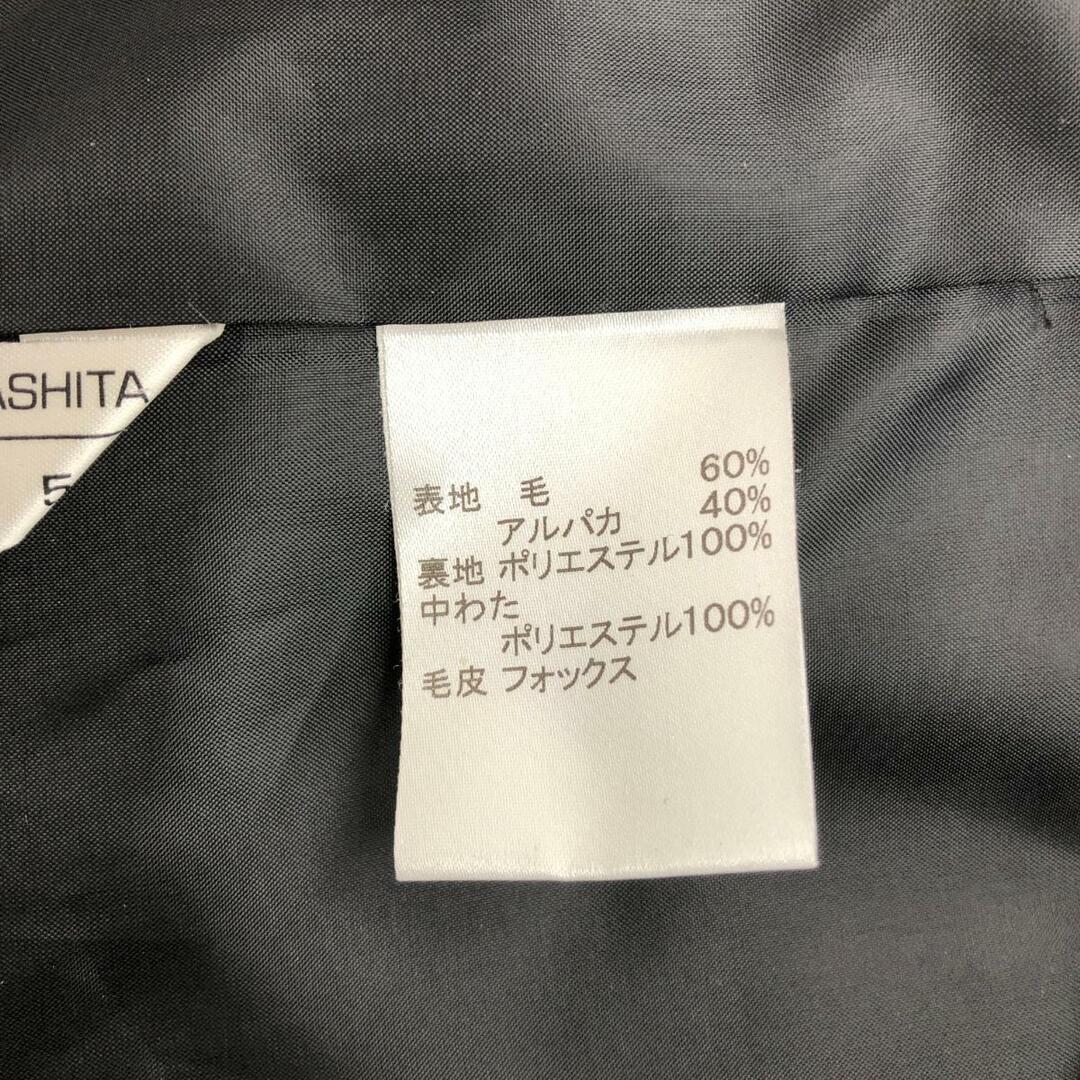 ASHITA
5
表地 毛 60%
アルパカ 40%
裏地 ポリエステル100%
中わた
ポリエステル100%
毛皮 フォックス